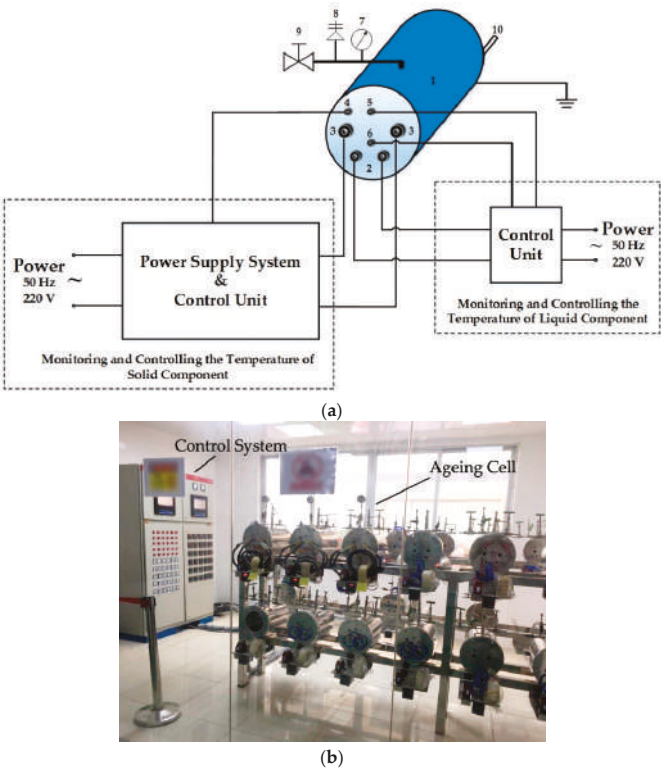 8
9
7
10
1
4
5
3
3
6
2
Power
50 Hz
~
220 V
Power Supply System
&
Control Unit
Control
Unit
Power
~ 50 Hz
220 V
Monitoring and Controlling the
Temperature of Liquid Component
Monitoring and Controlling the Temperature of
Solid Component
(a)
Control System
Ageing Cell
(b)